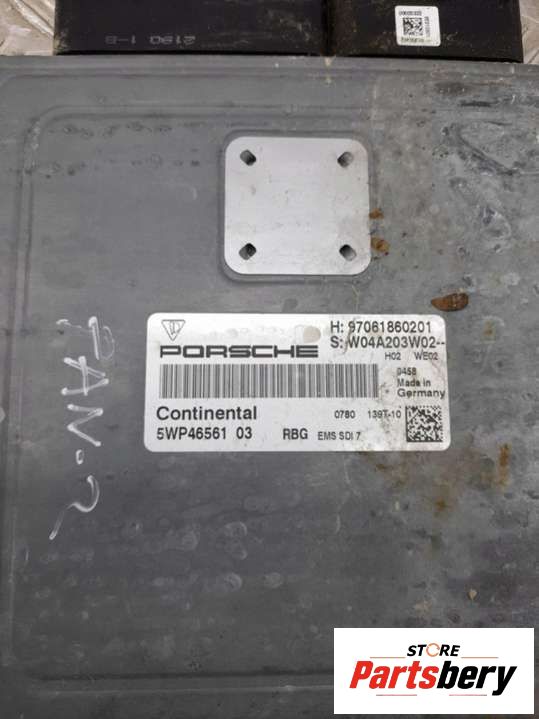 219G 1-B
H: 97061860201
S: W04A203W02--
PORSCHE
H02 WE02
0458
Made in
Germany
Continental
0780 139T-10
5WP46561 03 RBG EMS SDI 7
PAN.2
STORE
Partsbery